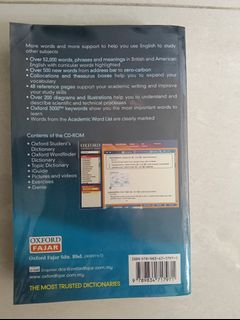 More words and more support to help you use English to study
other subjects
• Over 52,000 words, phrases and meanings in British and American
English with curricular words highlighted
• Over 500 new words from address bar to zero-carbon
• Collocations and thesaurus boxes help you to expand your
vocabulary
• 48 reference pages support your academic writing and improve
your study skills
• Over 200 diagrams and illustrations help you to understand and
describe scientific and technical processes
• Oxford 3000™ keywords show you the most important words to
learn
• Words from the Academic Word List are clearly marked
Contents of the CD-ROM
• Oxford Student's
Dictionary
• Oxford Wordfinder
Dictionary
• Topic Dictionary
• iGuide
• Pictures and videos
• Exercises
• Genie
OXFORD
OXFORD
FAJAR
Oxford Fajar Sdn. Bhd.
THE MOST TRUSTED DICTIONARIES
9 789834 717971